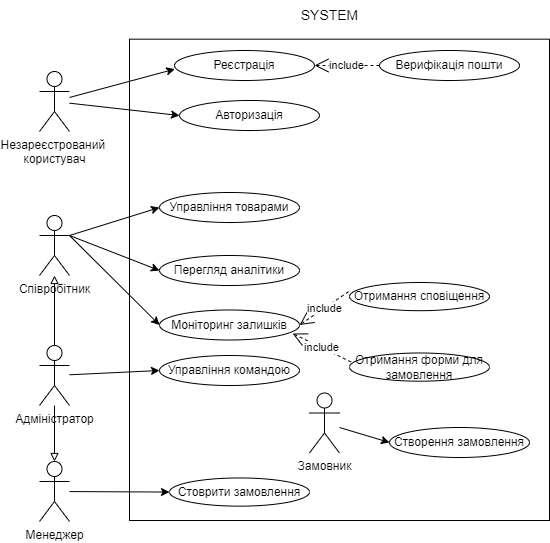 SYSTEM
Реєстрація
include
Верифікація пошти
Авторизація
Незареєстрований
користувач
Управління товарами
Співробітник
Перегляд аналітики
Отримання сповіщення
include
Моніторинг залишків
include
Отримання форми для
замовлення
Управління командою
Адміністратор
Створення замовлення
Замовник
Стоврити замовлення
Менеджер